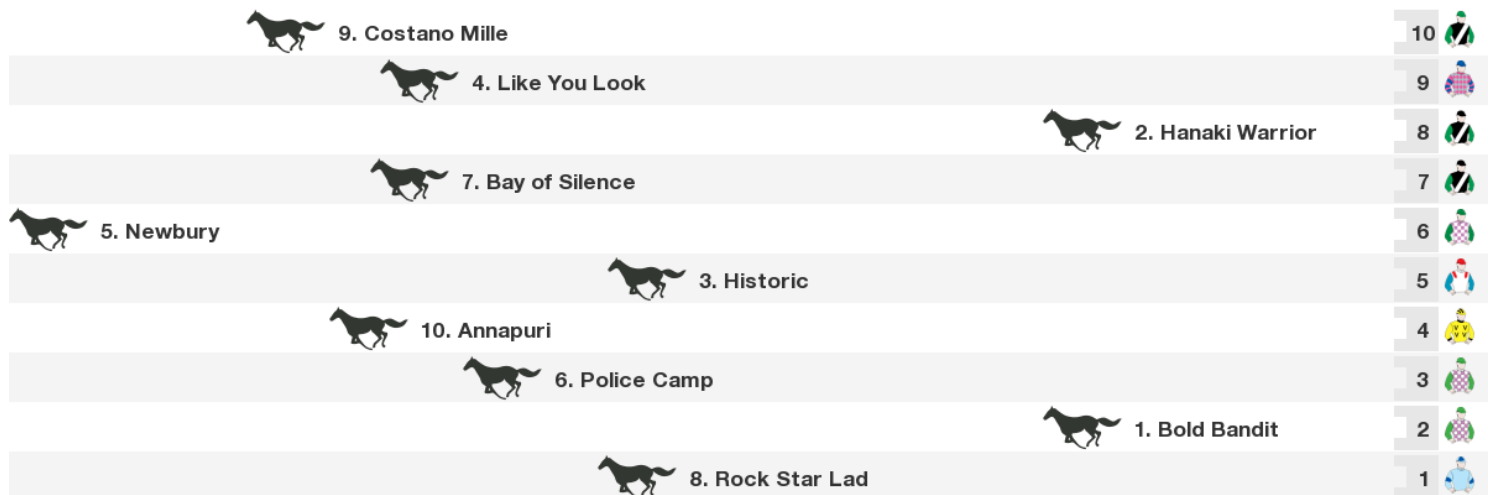 9. Costano Mille 10
4. Like You Look 9
2. Hanaki Warrior 8
7. Bay of Silence 7
5. Newbury 6
3. Historic 5
10. Annapuri 4
6. Police Camp 3
1. Bold Bandit 2
8. Rock Star Lad 1